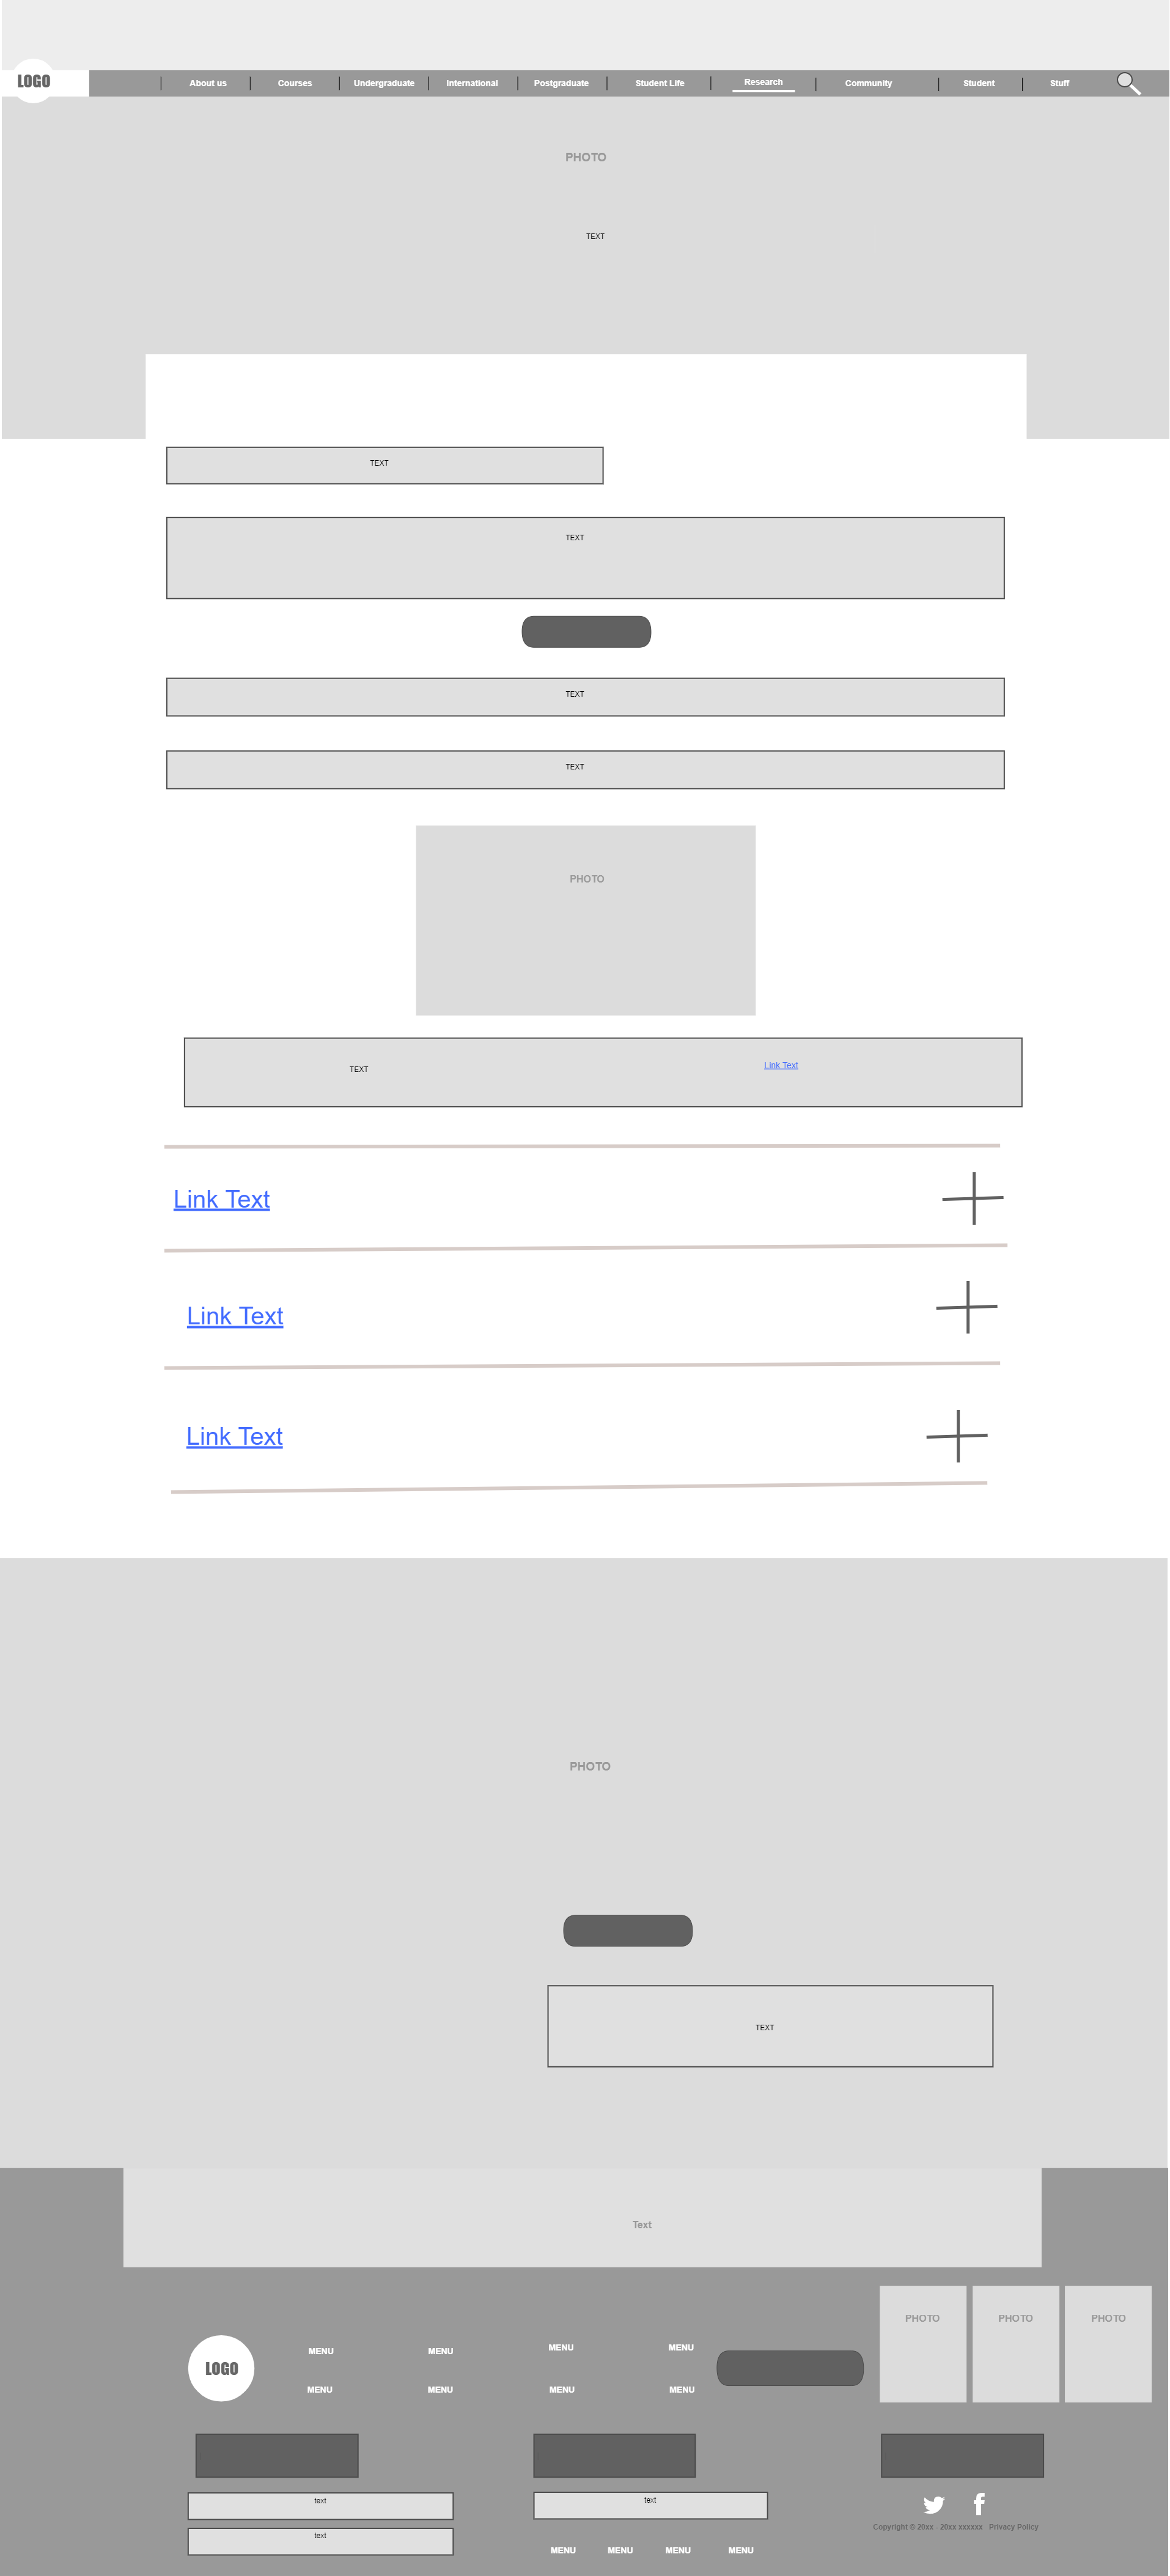 LOGO
About us Courses Undergraduate International Postgraduate Student Life Research Community Student Stuff
PHOTO
TEXT
TEXT
TEXT
TEXT
TEXT
PHOTO
TEXT Link Text
Link Text
Link Text
Link Text
PHOTO
TEXT
Text
PHOTO PHOTO PHOTO
LOGO MENU MENU MENU MENU
MENU MENU MENU MENU
text text
text
Copyright © 20xx - 20xx xxxxxx Privacy Policy
MENU MENU MENU MENU